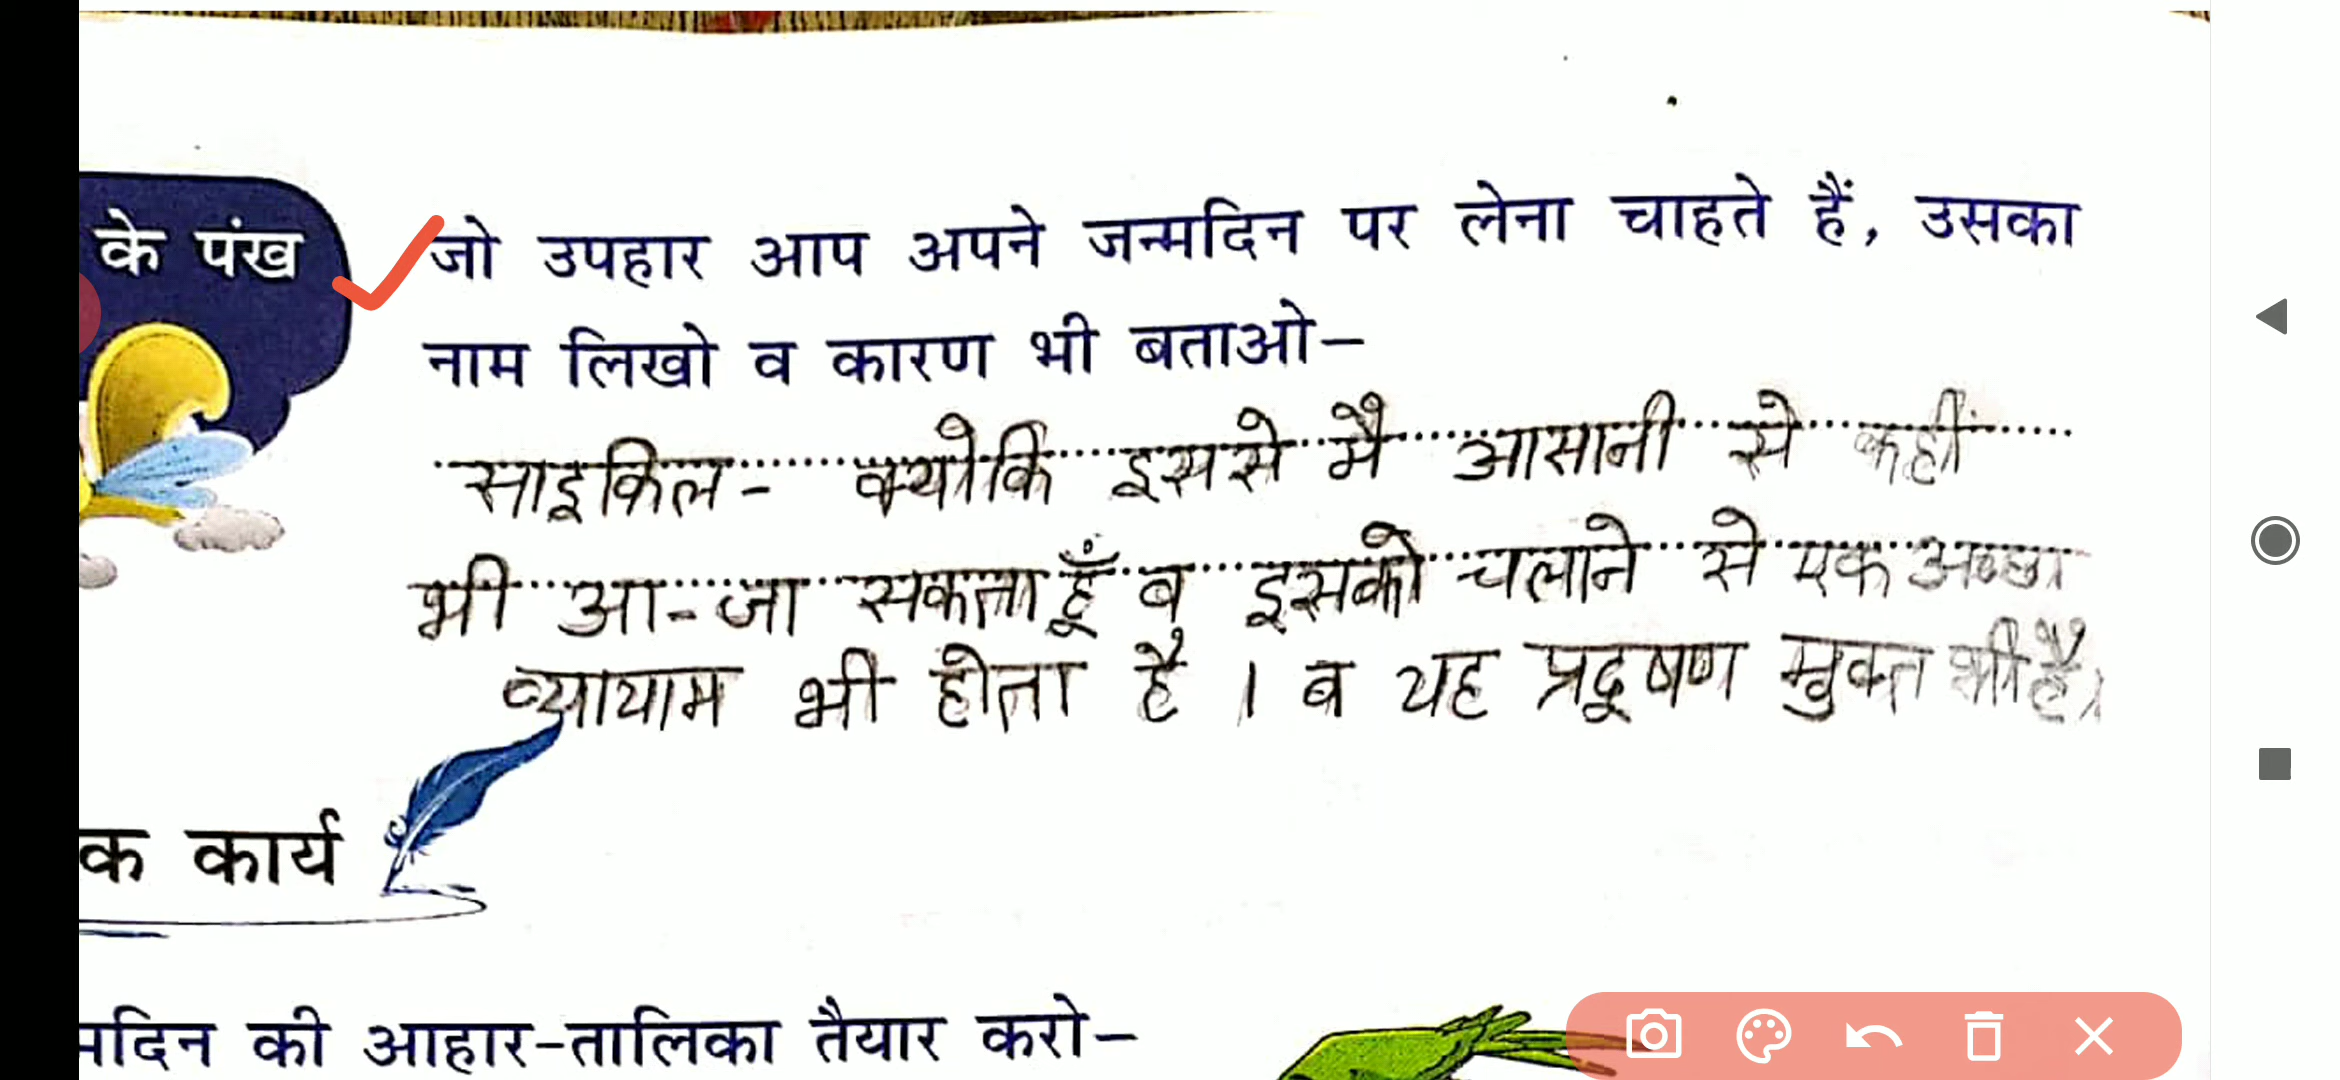 के पंख
जो उपहार आप अपने जन्मदिन पर लेना चाहते हैं, उसका
नाम लिखो व कारण भी बताओ–
साइकिल- क्योकि इससे मै आसानी से कहीं
भी आ-जा सकता हूँ व इसको चलाने से एक अच्छा
व्यायाम भी होता है । व यह प्रदूषण मुक्त भी है।
क कार्य
मदिन की आहार-तालिका तैयार करो–